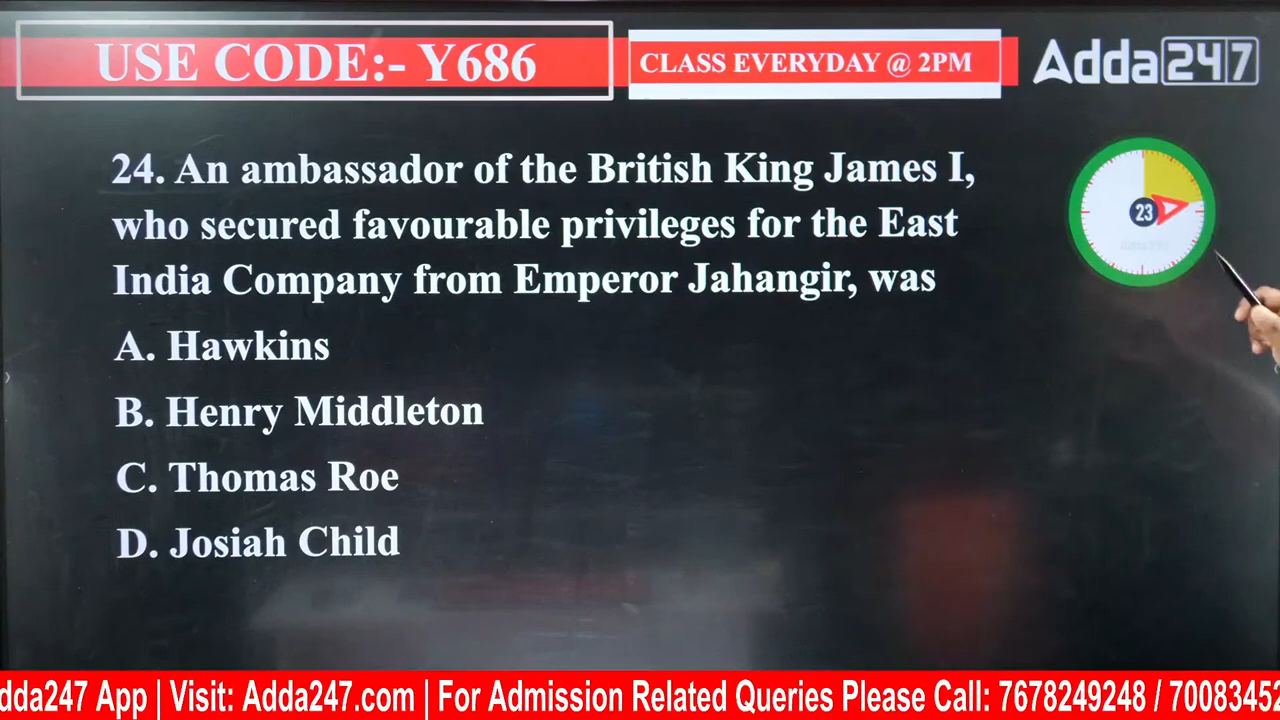 USE CODE:- Y686
CLASS EVERYDAY @ 2PM
Adda247
24. An ambassador of the British King James I,
who secured favourable privileges for the East
India Company from Emperor Jahangir, was
23
A. Hawkins
B. Henry Middleton
C. Thomas Roe
D. Josiah Child
dda247 App | Visit: Adda247.com | For Admission Related Queries Please Call: 7678249248 / 70083452